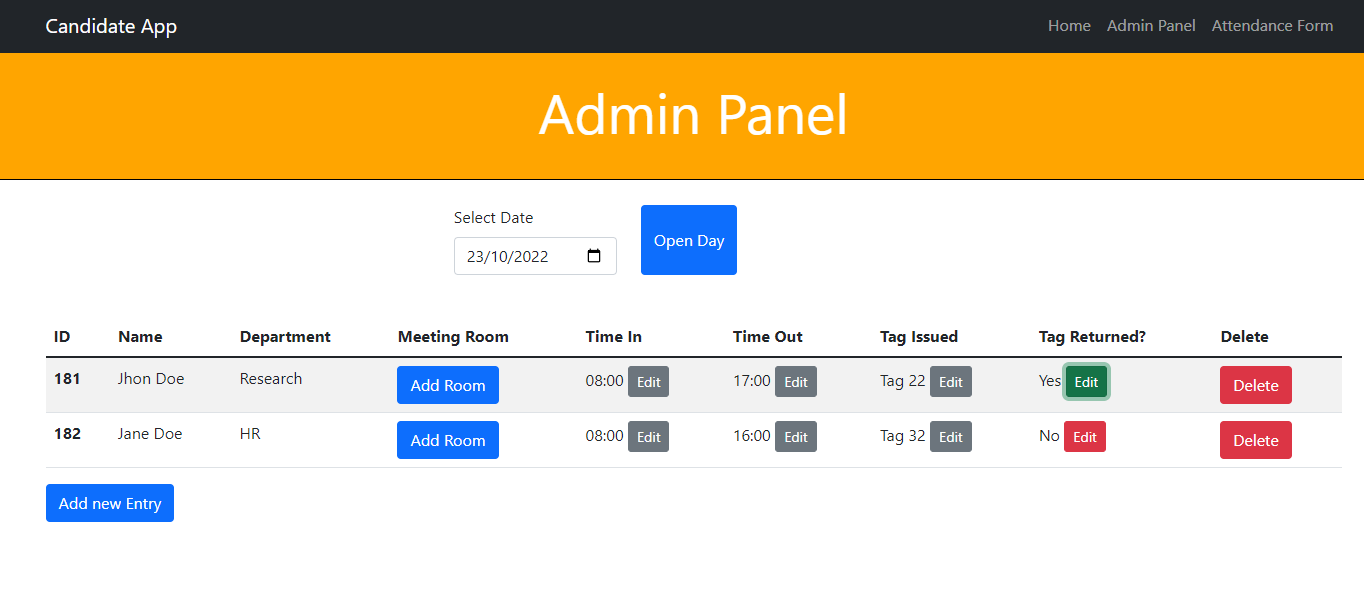 Candidate App Home Admin Panel Attendance Form
Admin Panel
Select Date
23/10/2022
Open Day
ID Name Department Meeting Room Time In Time Out Tag Issued Tag Returned? Delete
181 Jhon Doe Research Add Room 08:00 Edit 17:00 Edit Tag 22 Edit Yes Edit Delete
182 Jane Doe HR Add Room 08:00 Edit 16:00 Edit Tag 32 Edit No Edit Delete
Add new Entry